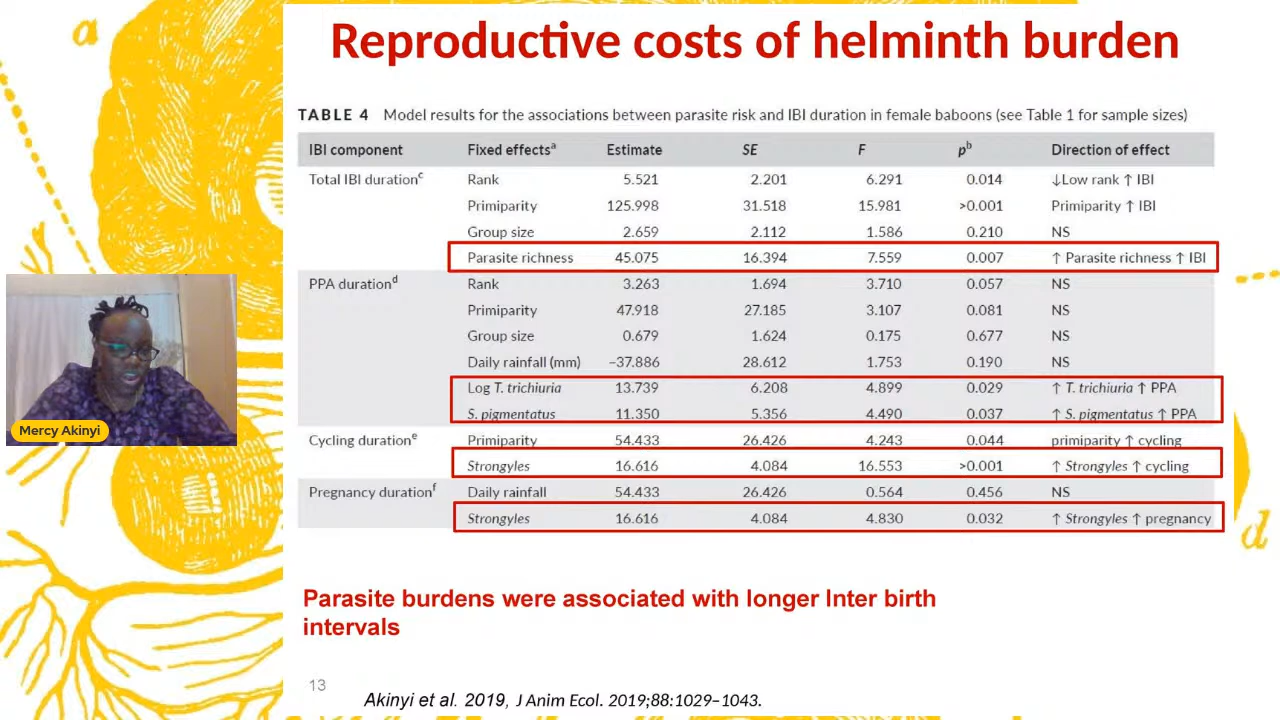 a
Reproductive costs of helminth burden
TABLE 4 Model results for the associations between parasite risk and IBI duration in female baboons (see Table 1 for sample sizes)
IBI component Fixed effectsa Estimate SE F pb Direction of effect
Total IBI durationc Rank 5.521 2.201 6.291 0.014 ↓Low rank ↑ IBI
Primiparity 125.998 31.518 15.981 >0.001 Primiparity ↑ IBI
Group size 2.659 2.112 1.586 0.210 NS
Parasite richness 45.075 16.394 7.559 0.007 ↑ Parasite richness ↑ IBI
PPA durationd Rank 3.263 1.694 3.710 0.057 NS
Primiparity 47.918 27.185 3.107 0.081 NS
Group size 0.679 1.624 0.175 0.677 NS
Daily rainfall (mm) −37.886 28.612 1.753 0.190 NS
Log T. trichiuria 13.739 6.208 4.899 0.029 ↑ T. trichiuria ↑ PPA
S. pigmentatus 11.350 5.356 4.490 0.037 ↑ S. pigmentatus ↑ PPA
Cycling duratione Primiparity 54.433 26.426 4.243 0.044 primiparity ↑ cycling
Strongyles 16.616 4.084 16.553 >0.001 ↑ Strongyles ↑ cycling
Pregnancy durationf Daily rainfall 54.433 26.426 0.564 0.456 NS
Strongyles 16.616 4.084 4.830 0.032 ↑ Strongyles ↑ pregnancy
Mercy Akinyi
d
Parasite burdens were associated with longer Inter birth
intervals
13
Akinyi et al. 2019, J Anim Ecol. 2019;88:1029–1043.